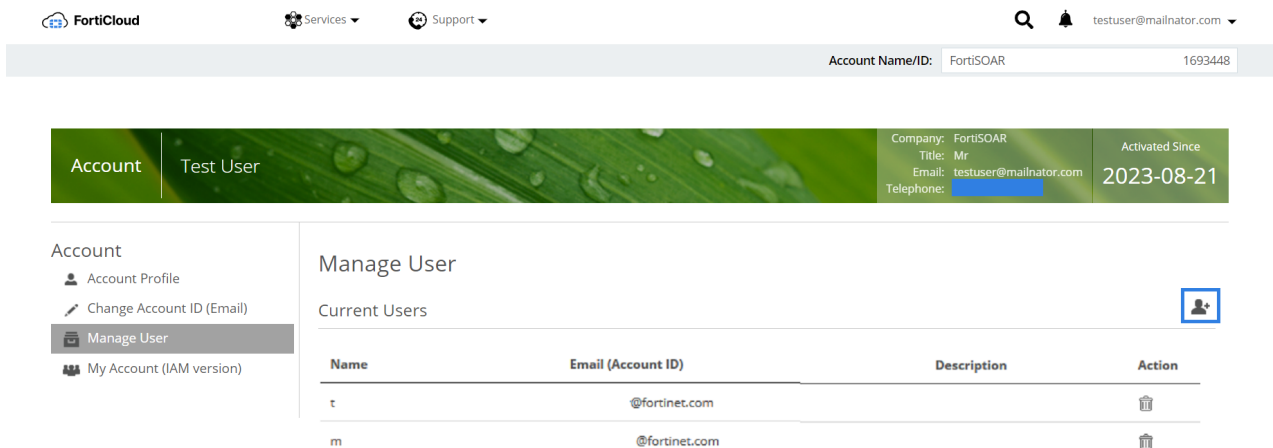 FortiCloud Services 24 Support testuser@mailnator.com
Account Name/ID: FortiSOAR 1693448
Account Test User
Company: FortiSOAR
Title: Mr
Email: testuser@mailnator.com
Telephone:
Activated Since
2023-08-21
Account
Account Profile
Change Account ID (Email)
Manage User
My Account (IAM version)
Manage User
Current Users
Name Email (Account ID) Description Action
t @fortinet.com
m @fortinet.com